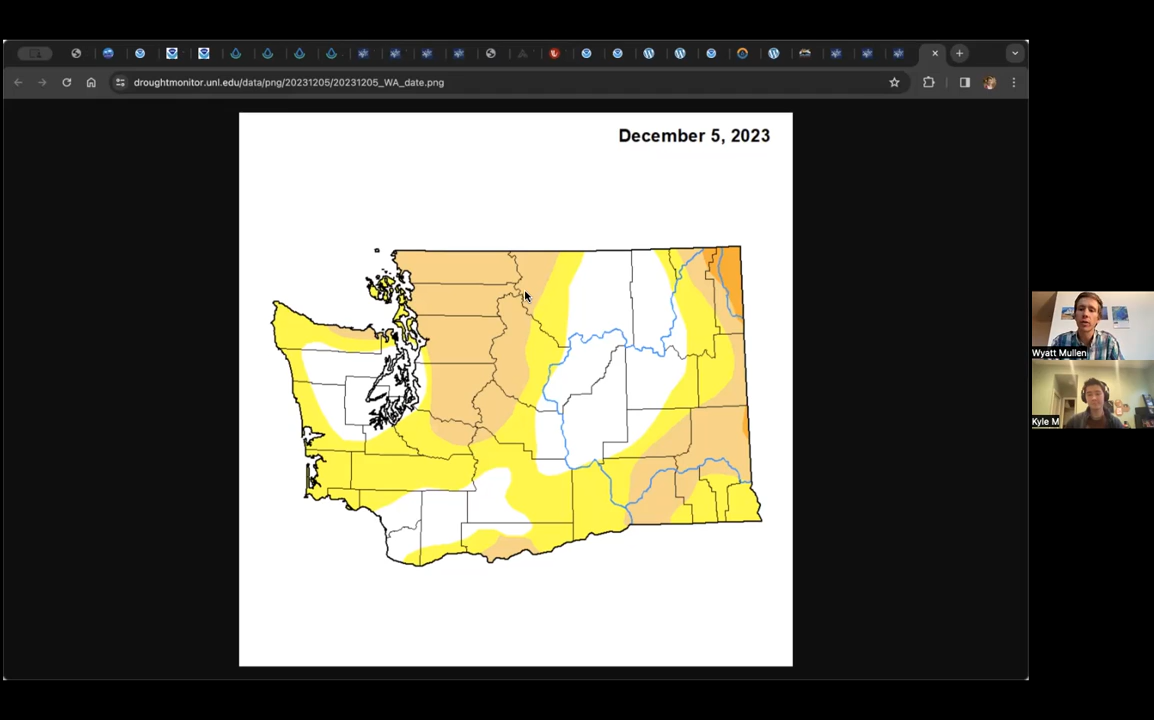 droughtmonitor.unl.edu/data/png/20231205/20231205_WA_date.png
December 5, 2023
Wyatt Mullen
Kyle M